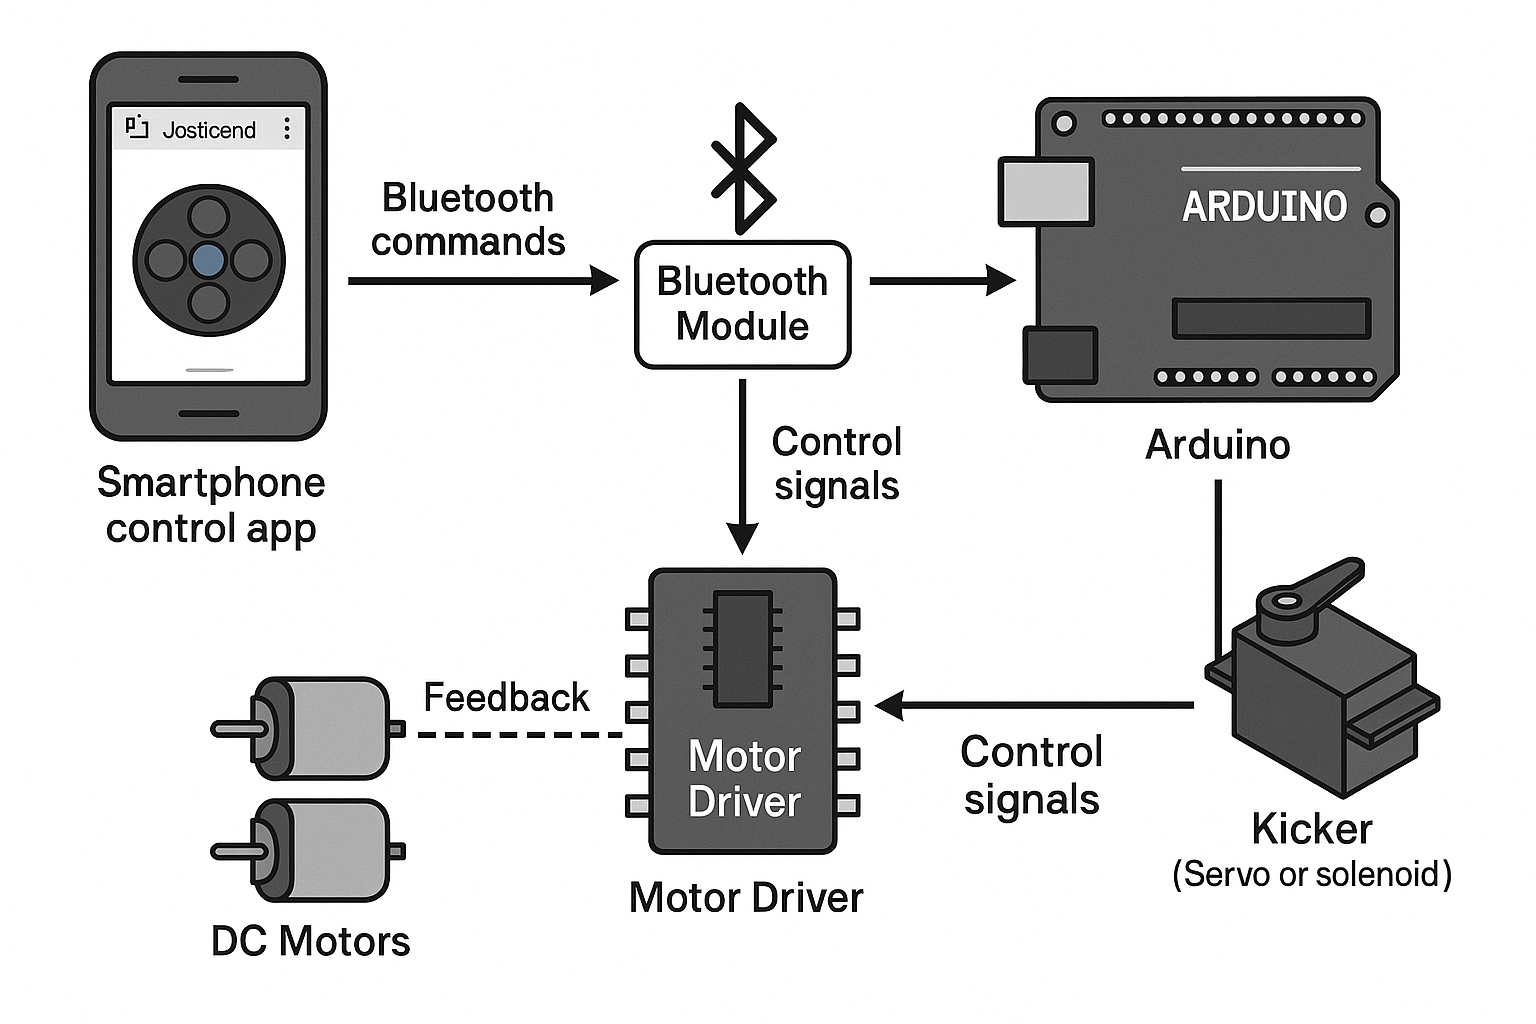 Josticend
Bluetooth
commands
Bluetooth
Module
ARDUINO
Smartphone
control app
Control
signals
Arduino
Feedback
Motor
Driver
Control
signals
DC Motors
Motor Driver
Kicker
(Servo or solenoid)